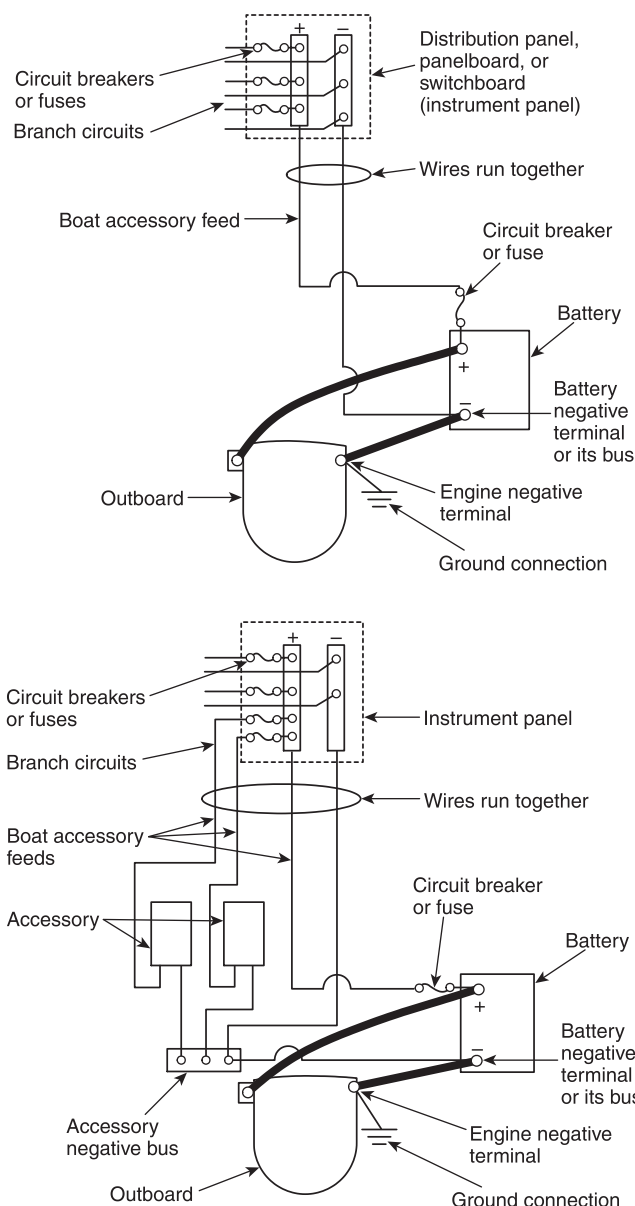 +
–
Distribution panel,
panelboard, or
switchboard
(instrument panel)
Circuit breakers
or fuses
Branch circuits
Wires run together
Boat accessory feed
Circuit breaker
or fuse
Battery
+
–
Battery
negative
terminal
or its bus
Outboard
Engine negative
terminal
Ground connection
+
–
Circuit breakers
or fuses
Instrument panel
Branch circuits
Wires run together
Boat accessory
feeds
Circuit breaker
or fuse
Accessory
Battery
+
–
Battery
negative
terminal
or its bus
Accessory
negative bus
Engine negative
terminal
Outboard
Ground connection